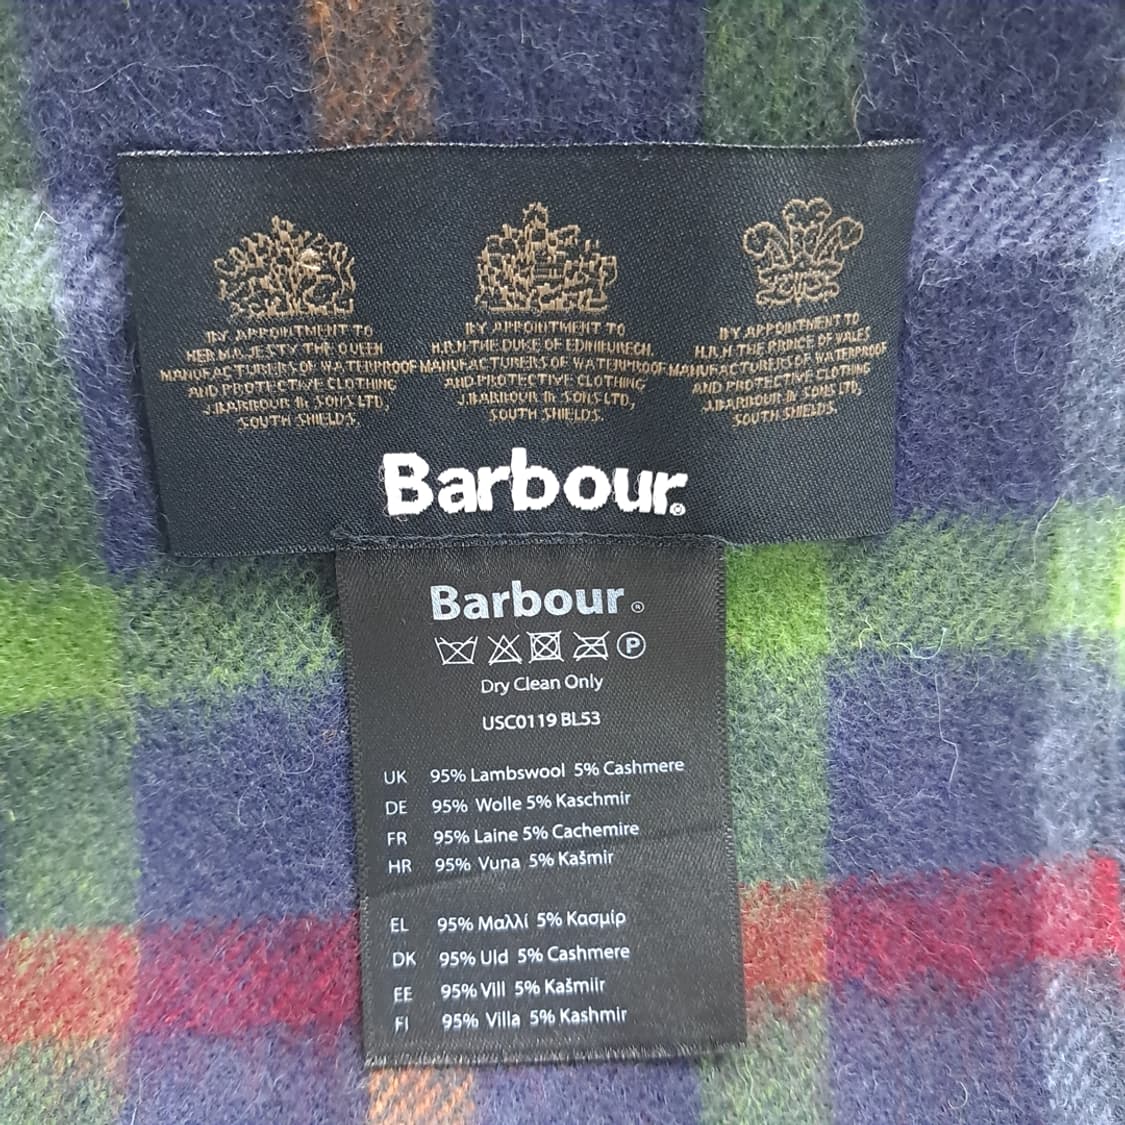 BY APPOINTMENT TO
HER MAJESTY THE QUEEN
MANUFACTURERS OF WATERPROOF
AND PROTECTIVE CLOTHING
J.BARBOUR & SONS LTD,
SOUTH SHIELDS.
BY APPOINTMENT TO
H.R.H THE DUKE OF EDINBURGH.
MANUFACTURERS OF WATERPROOF
AND PROTECTIVE CLOTHING
J.BARBOUR & SONS LTD,
SOUTH SHIELDS.
BY APPOINTMENT TO
H.R.H THE PRINCE OF WALES
MANUFACTURERS OF WATERPROOF
AND PROTECTIVE CLOTHING
J.BARBOUR & SONS LTD,
SOUTH SHIELDS.
Barbour®
Barbour®
P
Dry Clean Only
USC0119 BL53
UK 95% Lambswool 5% Cashmere
DE 95% Wolle 5% Kaschmir
FR 95% Laine 5% Cachemire
HR 95% Vuna 5% Kašmir
EL 95% Μαλλί 5% Κασμίρ
DK 95% Uld 5% Cashmere
EE 95% Vill 5% Kašmiir
FI 95% Villa 5% Kashmir